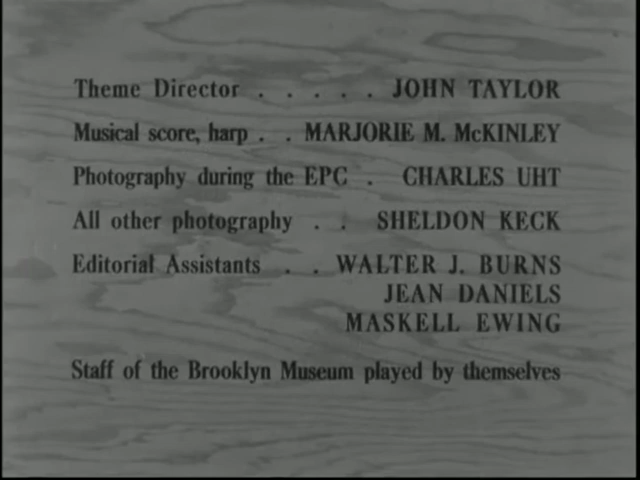 Theme Director . . . . . JOHN TAYLOR
Musical score, harp . . MARJORIE M. McKINLEY
Photography during the EPC . CHARLES UHT
All other photography . . SHELDON KECK
Editorial Assistants . . WALTER J. BURNS
JEAN DANIELS
MASKELL EWING
Staff of the Brooklyn Museum played by themselves